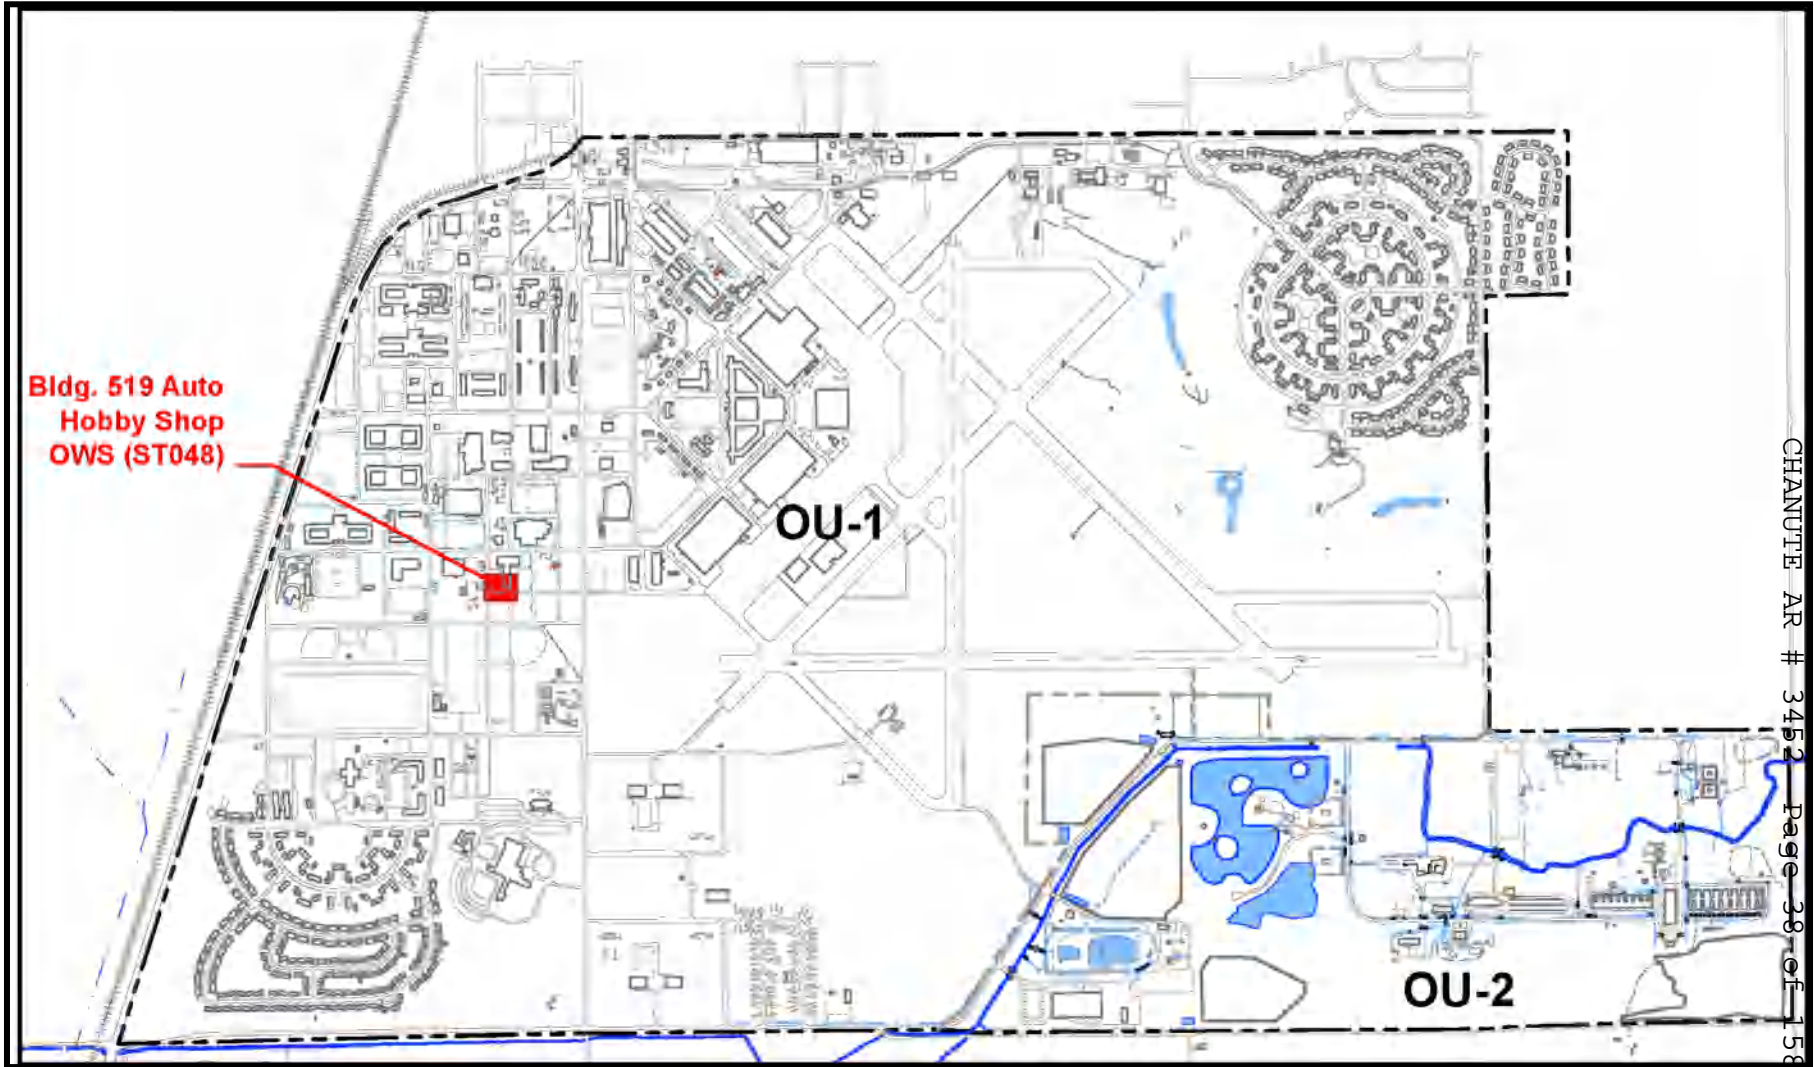 Bldg. 519 Auto
Hobby Shop
OWS (ST048)
OU-1
OU-2
CHANUTE AR # 3452 Page 38 of 158